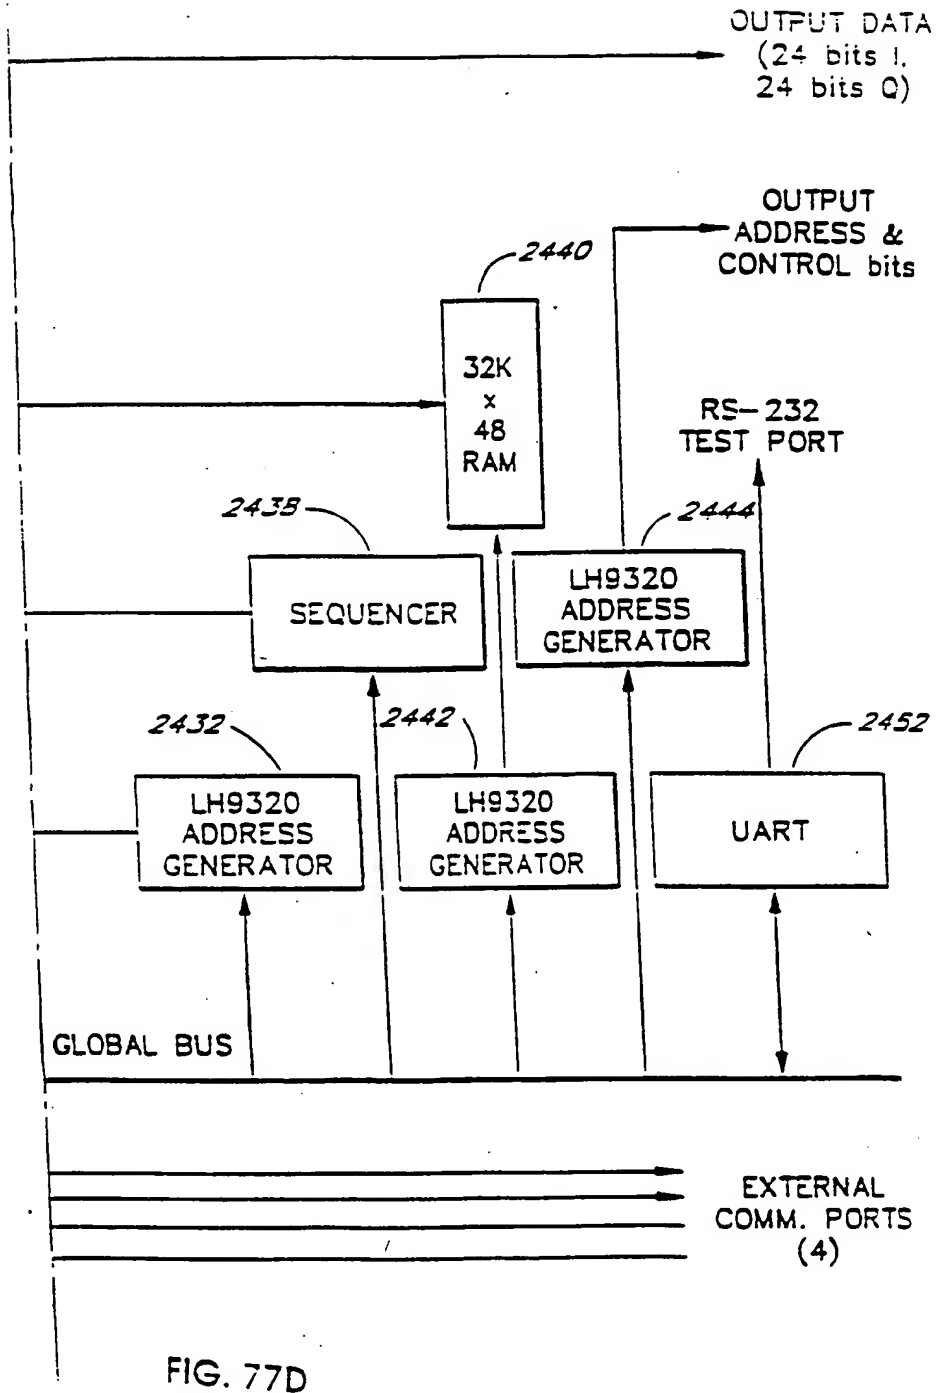 OUTPUT DATA
(24 bits I,
24 bits Q)
OUTPUT
ADDRESS &
CONTROL bits
2440
32K
x
48
RAM
RS-232
TEST PORT
2438
2444
SEQUENCER
LH9320
ADDRESS
GENERATOR
2432
2442
2452
LH9320
ADDRESS
GENERATOR
LH9320
ADDRESS
GENERATOR
UART
GLOBAL BUS
EXTERNAL
COMM. PORTS
(4)
FIG. 77D